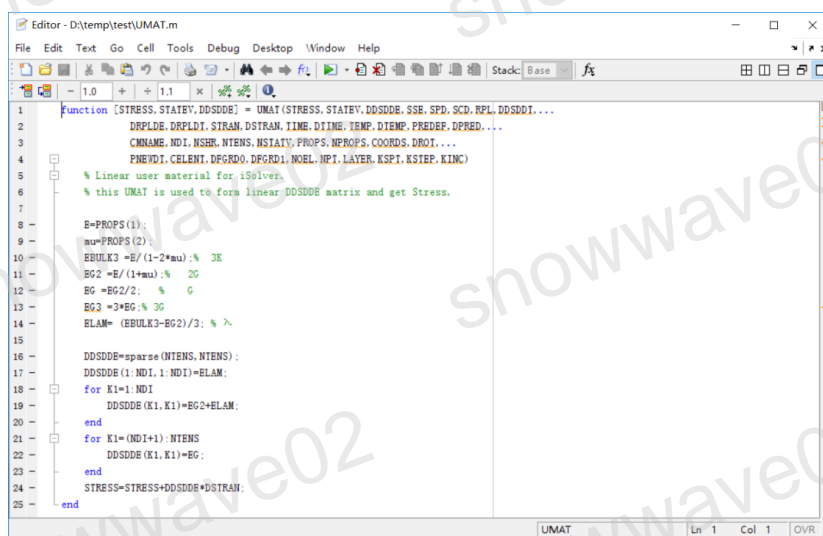 Editor - D:\temp\test\UMAT.m
File Edit Text Go Cell Tools Debug Desktop Window Help
Stack: Base fx
- 1.0 + ÷ 1.1 ×
1 function [STRESS,STATEV,DDSDDE] = UMAT(STRESS,STATEV,DDSDDE,SSE,SPD,SCD,RPL,DDSDDT,...
2 DRPLDE,DRPLDT,STRAN,DSTRAN,TIME,DTIME,TEMP,DTEMP,PREDEF,DPRED,...
3 CMNAME,NDI,NSHR,NTENS,NSTATV,PROPS,NPROPS,COORDS,DROT,...
4 PNEWDT,CELENT,DFGRD0,DFGRD1,NOEL,NPT,LAYER,KSPT,KSTEP,KINC)
5 % Linear user material for iSolver.
6 % this UMAT is used to form linear DDSDDE matrix and get Stress.
7
8 E=PROPS(1);
9 mu=PROPS(2);
10 EBULK3 =E/(1-2*mu);% 3K
11 EG2 =E/(1+mu);% 2G
12 EG =EG2/2; % G
13 EG3 =3*EG;% 3G
14 ELAM= (EBULK3-EG2)/3; % λ
15
16 DDSDDE=sparse(NTENS,NTENS);
17 DDSDDE(1:NDI,1:NDI)=ELAM;
18 for K1=1:NDI
19 DDSDDE(K1,K1)=EG2+ELAM;
20 end
21 for K1=(NDI+1):NTENS
22 DDSDDE(K1,K1)=EG;
23 end
24 STRESS=STRESS+DDSDDE*DSTRAN;
25 end
UMAT Ln 1 Col 1 OVR
snowwave02